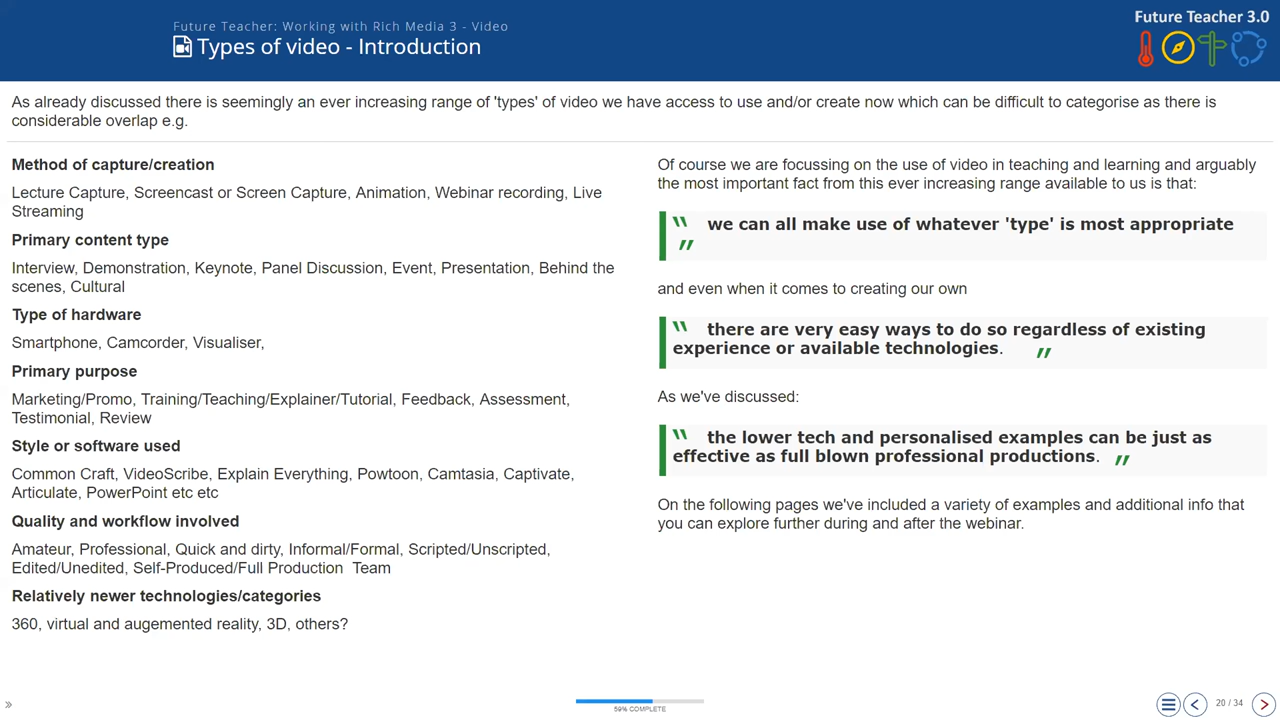 Future Teacher: Working with Rich Media 3 - Video
Types of video - Introduction
Future Teacher 3.0
As already discussed there is seemingly an ever increasing range of 'types' of video we have access to use and/or create now which can be difficult to categorise as there is
considerable overlap e.g.
Method of capture/creation
Lecture Capture, Screencast or Screen Capture, Animation, Webinar recording, Live
Streaming
Primary content type
Interview, Demonstration, Keynote, Panel Discussion, Event, Presentation, Behind the
scenes, Cultural
Type of hardware
Smartphone, Camcorder, Visualiser,
Primary purpose
Marketing/Promo, Training/Teaching/Explainer/Tutorial, Feedback, Assessment,
Testimonial, Review
Style or software used
Common Craft, VideoScribe, Explain Everything, Powtoon, Camtasia, Captivate,
Articulate, PowerPoint etc etc
Quality and workflow involved
Amateur, Professional, Quick and dirty, Informal/Formal, Scripted/Unscripted,
Edited/Unedited, Self-Produced/Full Production  Team
Relatively newer technologies/categories
360, virtual and augemented reality, 3D, others?
Of course we are focussing on the use of video in teaching and learning and arguably
the most important fact from this ever increasing range available to us is that:
" we can all make use of whatever 'type' is most appropriate
"
and even when it comes to creating our own
" there are very easy ways to do so regardless of existing
experience or available technologies. "
As we've discussed:
" the lower tech and personalised examples can be just as
effective as full blown professional productions. "
On the following pages we've included a variety of examples and additional info that
you can explore further during and after the webinar.
»
59% COMPLETE
20 / 34